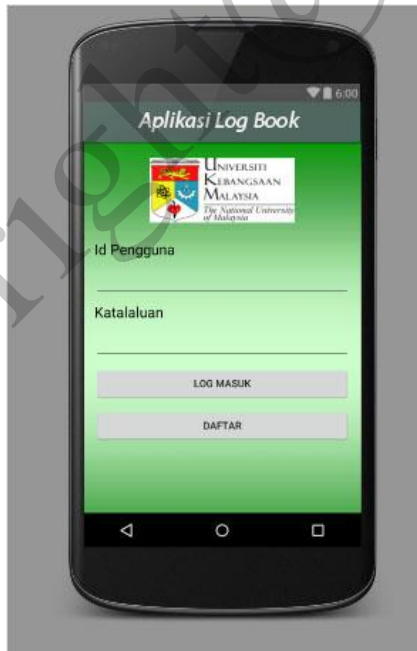 6:00
Aplikasi Log Book
UNIVERSITI
KEBANGSAAN
MALAYSIA
The National University
of Malaysia
Id Pengguna
Katalaluan
LOG MASUK
DAFTAR
right@